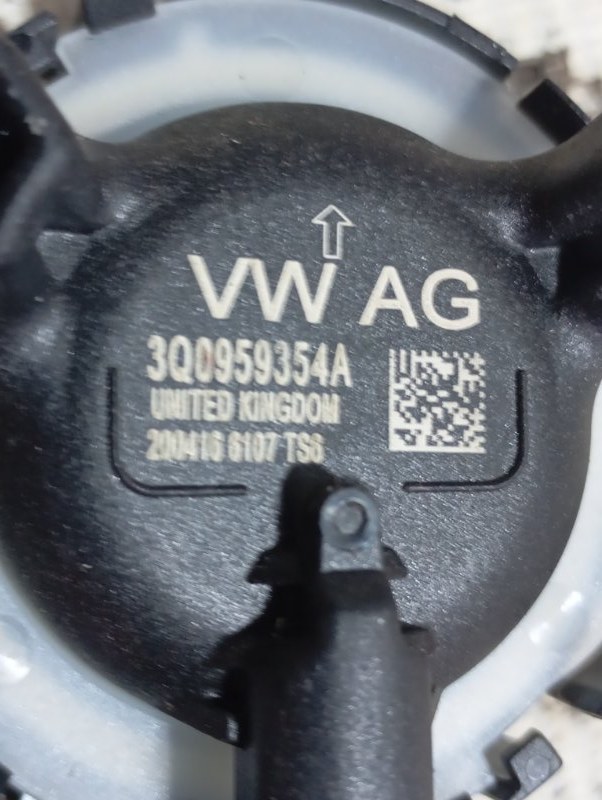 VW AG
3Q0959354A
UNITED KINGDOM
200416 6107 TS6